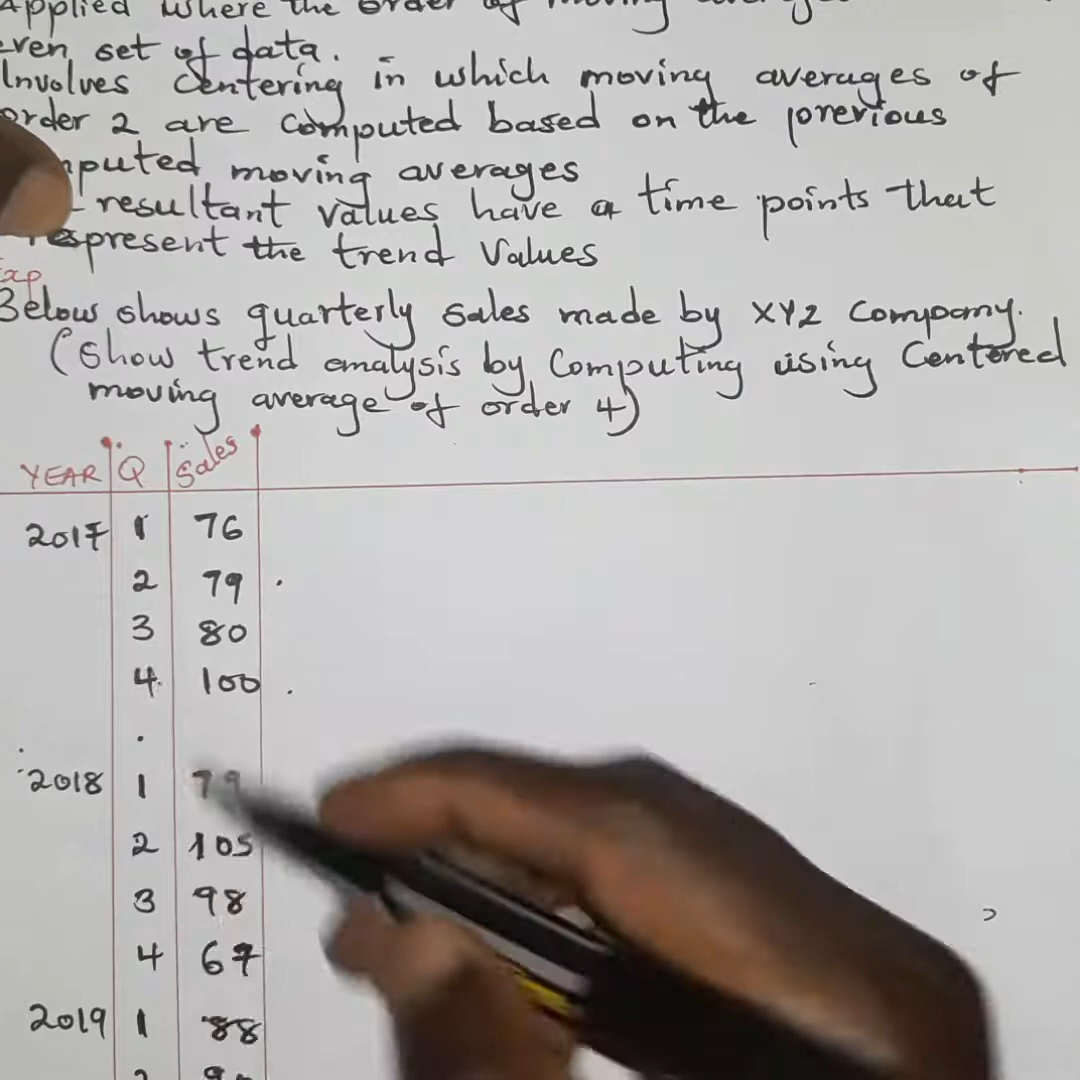 Applied where the order of moving
even set of data.
Involves Centering in which moving averages of
order 2 are computed based on the previous
moving averages
resultant values have a time points that
represent the trend Values
Exp
Below shows quarterly sales made by XYZ Company.
(Show trend analysis by Computing using Centered
moving average of order 4)
YEAR Q Sales
2017 1 76
2 79
3 80
4 100
2018 1 79
2 105
3 98
4 67
2019 1 88
2